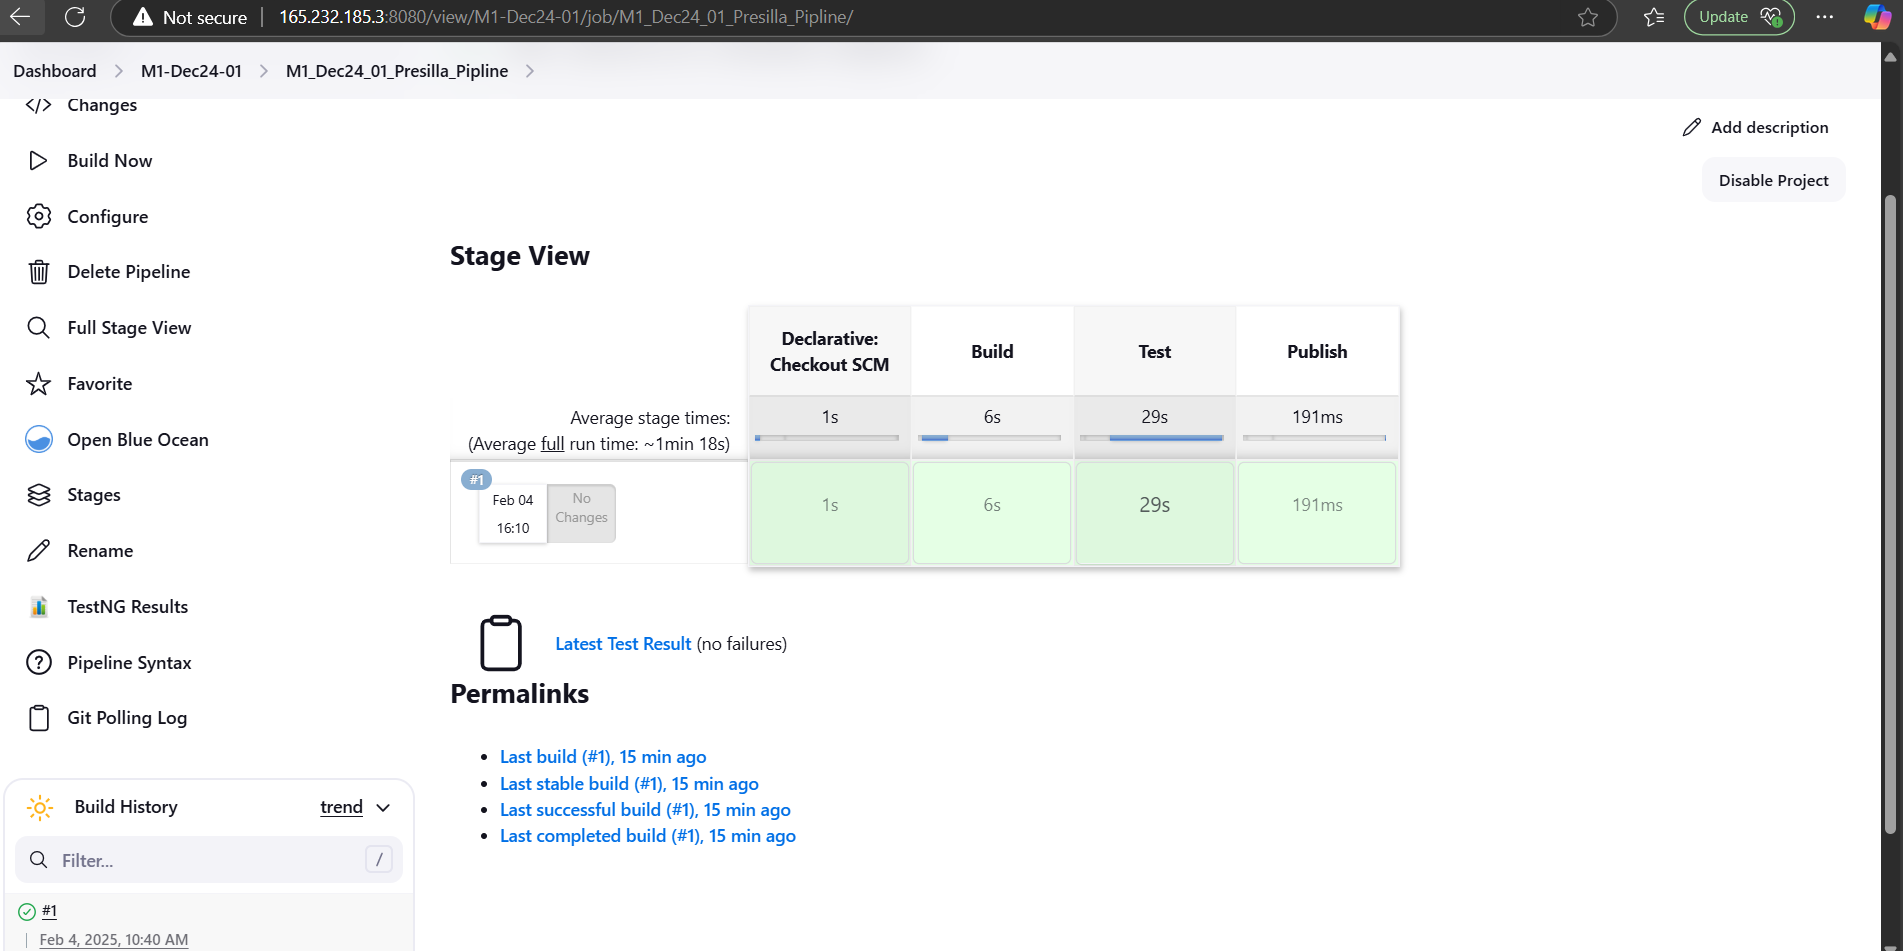 Not secure
165.232.185.3:8080/view/M1-Dec24-01/job/M1_Dec24_01_Presilla_Pipline/
Update
Dashboard
M1-Dec24-01
M1_Dec24_01_Presilla_Pipline
Changes
Build Now
Configure
Delete Pipeline
Full Stage View
Favorite
Open Blue Ocean
Stages
Rename
TestNG Results
Pipeline Syntax
Git Polling Log
Build History
trend
Filter...
/
#1
Feb 4, 2025, 10:40 AM
Add description
Disable Project
Stage View
Declarative:
Checkout SCM
Build
Test
Publish
Average stage times:
(Average full run time: ~1min 18s)
1s
6s
29s
191ms
#1
Feb 04
16:10
No
Changes
1s
6s
29s
191ms
Latest Test Result (no failures)
Permalinks
Last build (#1), 15 min ago
Last stable build (#1), 15 min ago
Last successful build (#1), 15 min ago
Last completed build (#1), 15 min ago